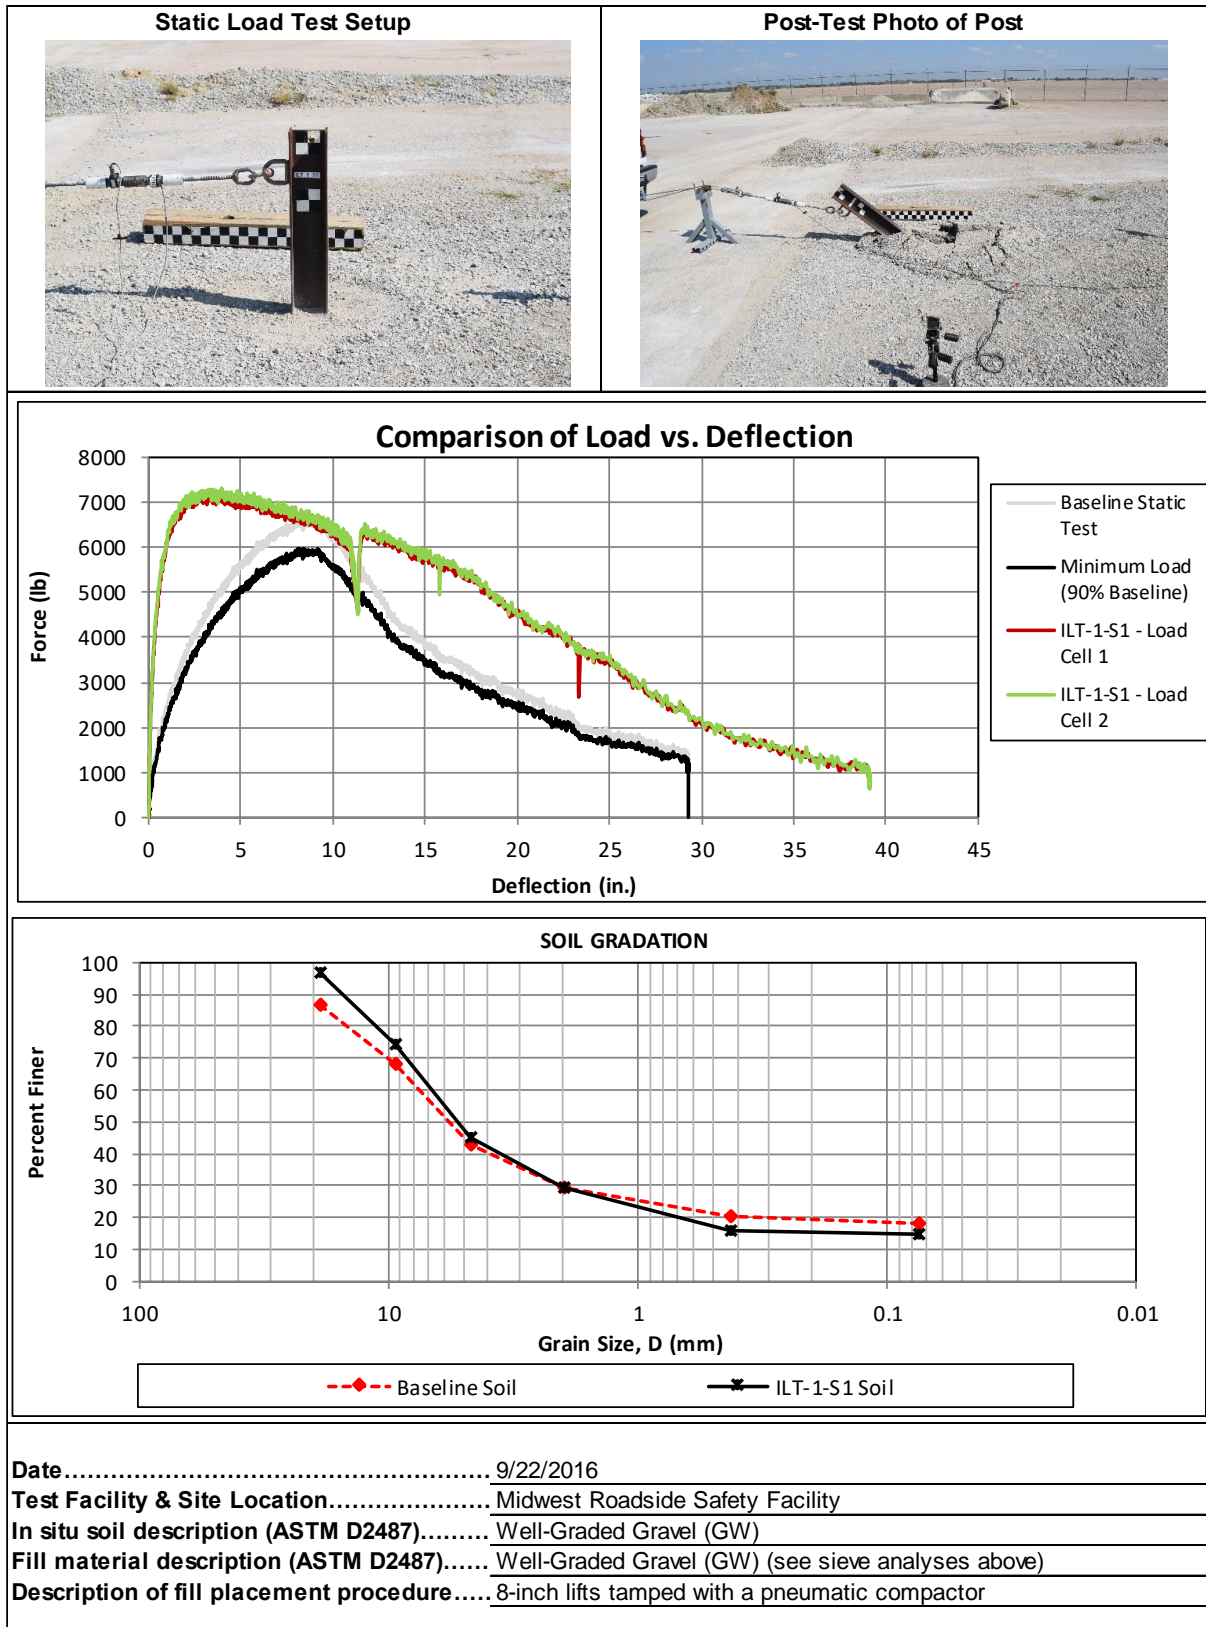 Static Load Test Setup
Post-Test Photo of Post
Comparison of Load vs. Deflection
Force (lb)
8000
7000
6000
5000
4000
3000
2000
1000
0
0 5 10 15 20 25 30 35 40 45
Deflection (in.)
Baseline Static
Test
Minimum Load
(90% Baseline)
ILT-1-S1 - Load
Cell 1
ILT-1-S1 - Load
Cell 2
SOIL GRADATION
Percent Finer
100
90
80
70
60
50
40
30
20
10
0
100 10 1 0.1 0.01
Grain Size, D (mm)
Baseline Soil ILT-1-S1 Soil
Date.................................................... 9/22/2016
Test Facility & Site Location..................... Midwest Roadside Safety Facility
In situ soil description (ASTM D2487)......... Well-Graded Gravel (GW)
Fill material description (ASTM D2487)...... Well-Graded Gravel (GW) (see sieve analyses above)
Description of fill placement procedure..... 8-inch lifts tamped with a pneumatic compactor